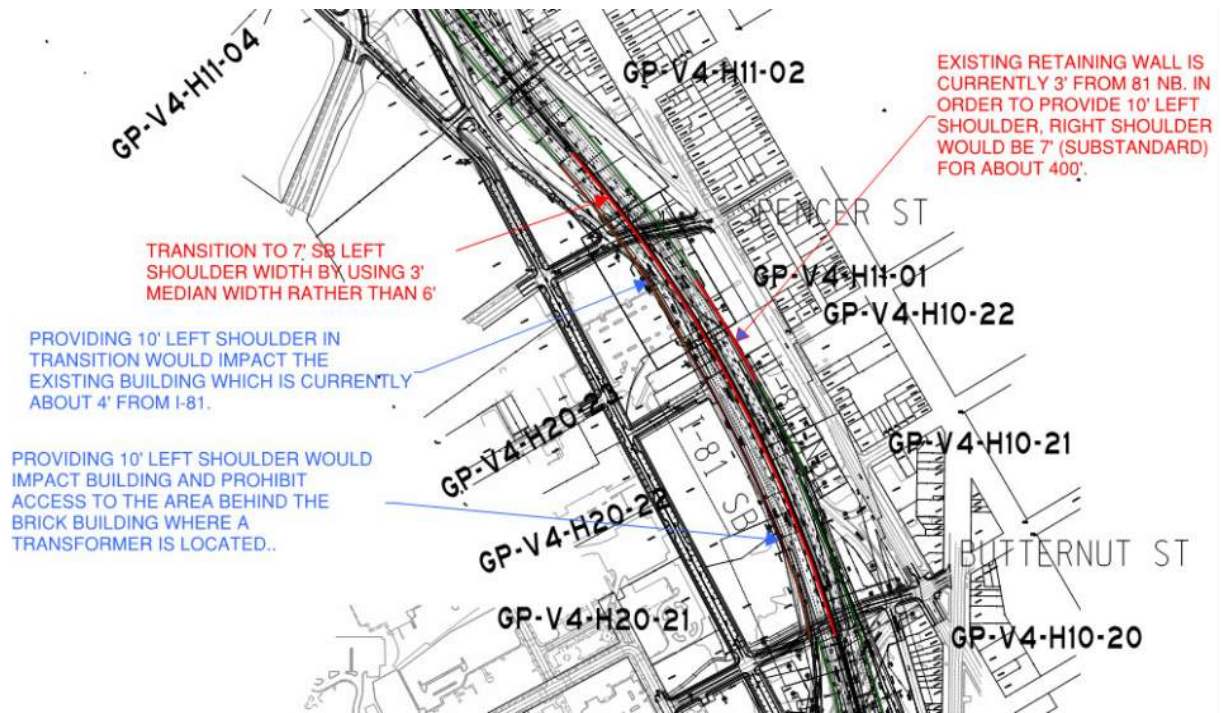 GP-V4-H11-04
GP-V4-H11-02
EXISTING RETAINING WALL IS
CURRENTLY 3' FROM 81 NB. IN
ORDER TO PROVIDE 10' LEFT
SHOULDER, RIGHT SHOULDER
WOULD BE 7' (SUBSTANDARD)
FOR ABOUT 400'.
SPENCER ST
TRANSITION TO 7' SB LEFT
SHOULDER WIDTH BY USING 3'
MEDIAN WIDTH RATHER THAN 6'
GP-V4-H11-01
GP-V4-H10-22
PROVIDING 10' LEFT SHOULDER IN
TRANSITION WOULD IMPACT THE
EXISTING BUILDING WHICH IS CURRENTLY
ABOUT 4' FROM I-81.
GP-V4-H20-23
I-81 SB
GP-V4-H10-21
PROVIDING 10' LEFT SHOULDER WOULD
IMPACT BUILDING AND PROHIBIT
ACCESS TO THE AREA BEHIND THE
BRICK BUILDING WHERE A
TRANSFORMER IS LOCATED..
GP-V4-H20-22
BUTTERNUT ST
GP-V4-H20-21
GP-V4-H10-20